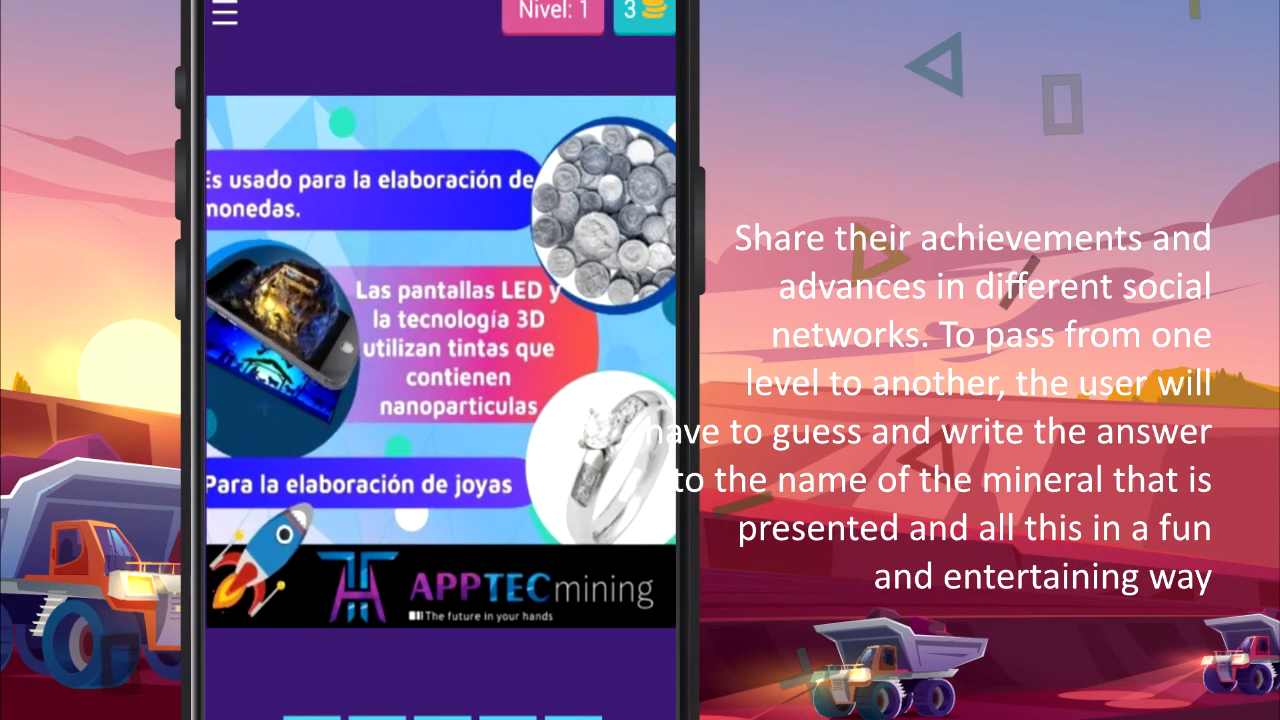 Nivel: 1
3
Es usado para la elaboración de
monedas.
Las pantallas LED y
la tecnología 3D
utilizan tintas que
contienen
nanoparticulas
Para la elaboración de joyas
APPTECmining
The future in your hands
Share their achievements and
advances in different social
networks. To pass from one
level to another, the user will
have to guess and write the answer
to the name of the mineral that is
presented and all this in a fun
and entertaining way